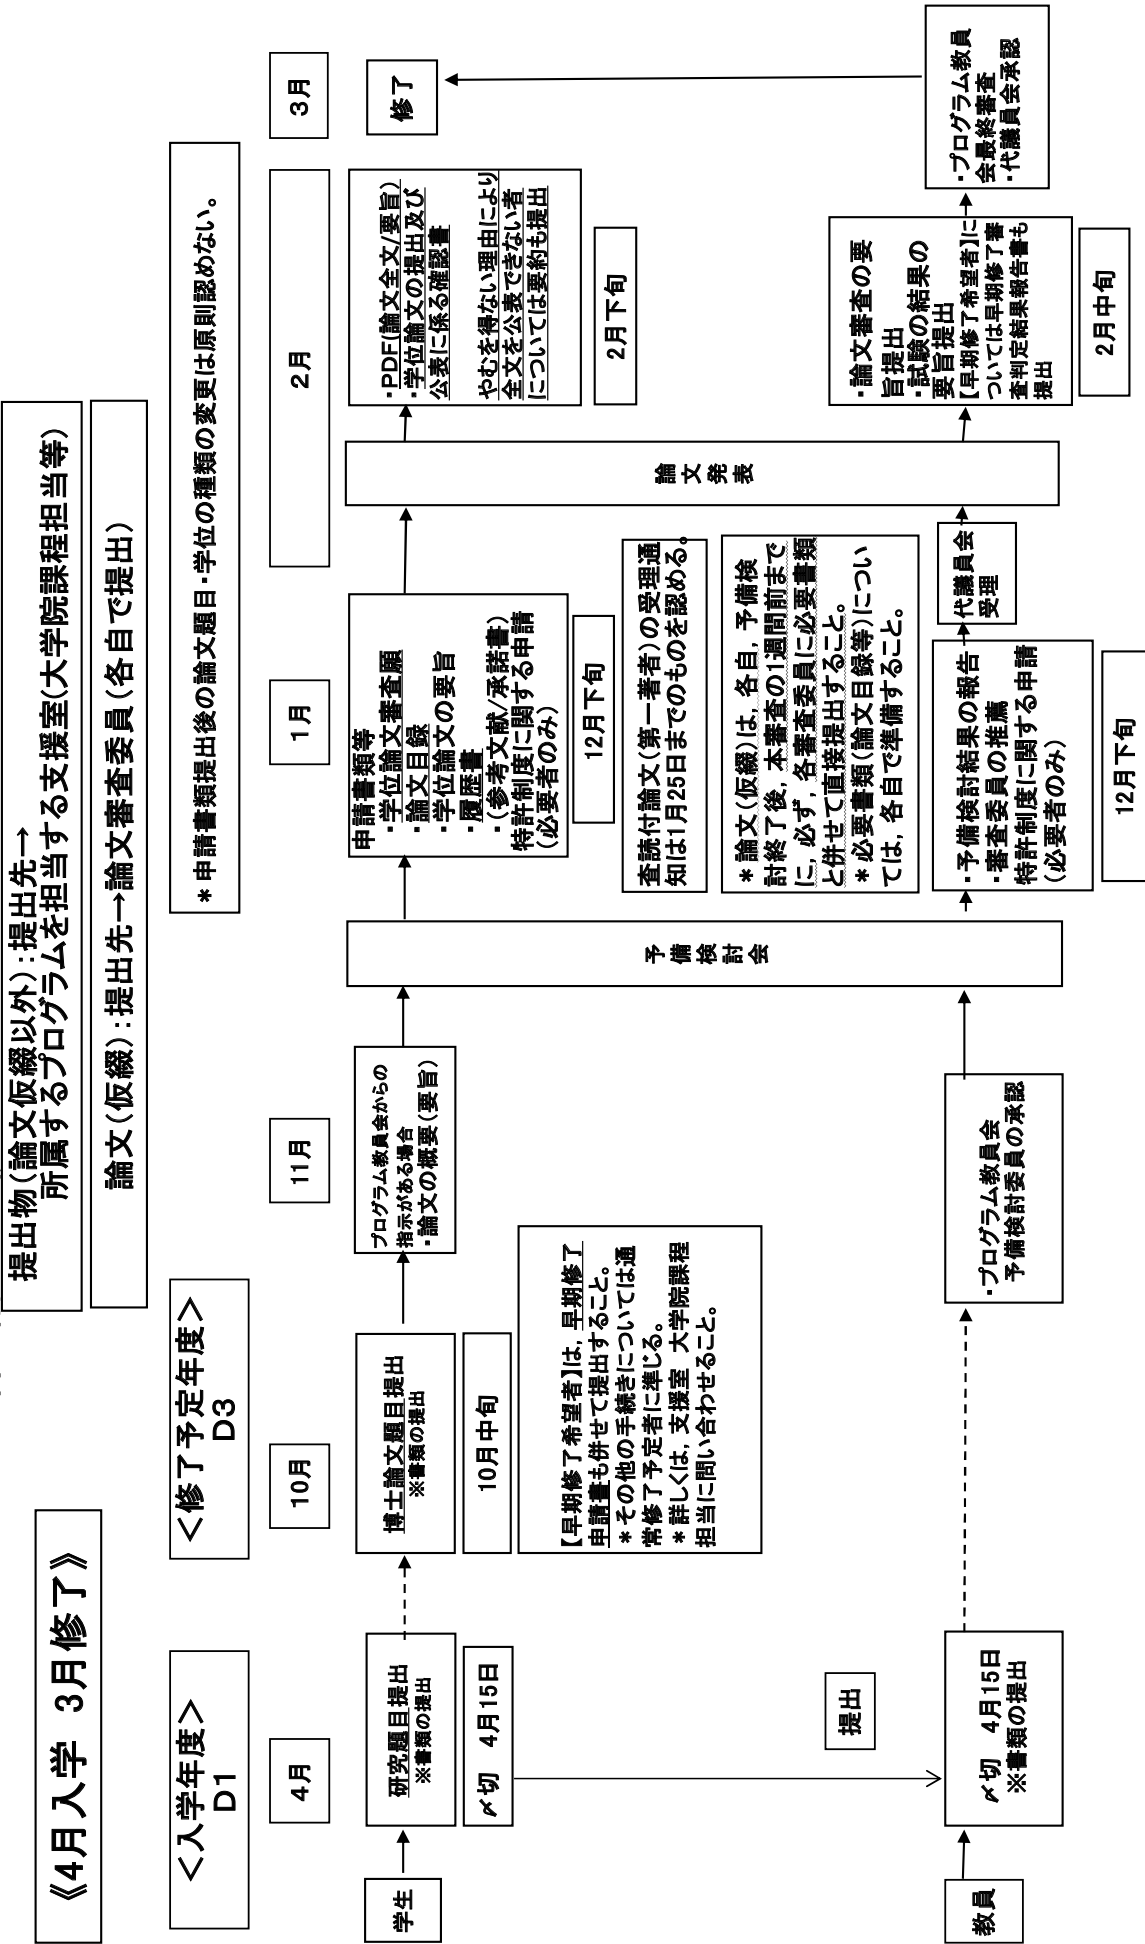 提出物(論文仮綴以外):提出先→
所属するプログラムを担当する支援室(大学院課程担当等)
論文(仮綴):提出先→論文審査委員(各自で提出)
《4月入学　3月修了》
<入学年度>
D1
<修了予定年度>
D3
＊申請書類提出後の論文題目・学位の種類の変更は原則認めない。
4月
10月
11月
1月
2月
3月
学生
研究題目提出
※書類の提出
〆切　4月15日
博士論文題目提出
※書類の提出
10月中旬
【早期修了希望者】は, 早期修了
申請書も併せて提出すること。
＊その他の手続きについては通
常修了予定者に準じる。
＊詳しくは, 支援室　大学院課程
担当に問い合わせること。
プログラム教員会からの
指示がある場合
・論文の概要(要旨)
予備検討会
申請書類等
・学位論文審査願
・論文目録
・学位論文の要旨
・履歴書
・(参考文献/承諾書)
特許制度に関する申請
(必要者のみ)
12月下旬
査読付論文(第一著者)の受理通
知は1月25日までのものを認める。
＊論文(仮綴)は, 各自, 予備検
討終了後, 本審査の1週間前まで
に, 必ず, 各審査委員に必要書類
と併せて直接提出すること。
＊必要書類(論文目録等)につい
ては, 各自で準備すること。
論文発表
・PDF(論文全文/要旨)
・学位論文の提出及び
公表に係る確認書
やむを得ない理由により
全文を公表できない者
については要約も提出
2月下旬
修了
提出
教員
〆切　4月15日
※書類の提出
・プログラム教員会
予備検討委員の承認
・予備検討結果の報告
・審査委員の推薦
特許制度に関する申請
(必要者のみ)
12月下旬
代議員会
受理
・論文審査の要
旨提出
・試験の結果の
要旨提出
【早期修了希望者】に
ついては早期修了審
査判定結果報告書も
提出
2月中旬
・プログラム教員
会最終審査
・代議員会承認